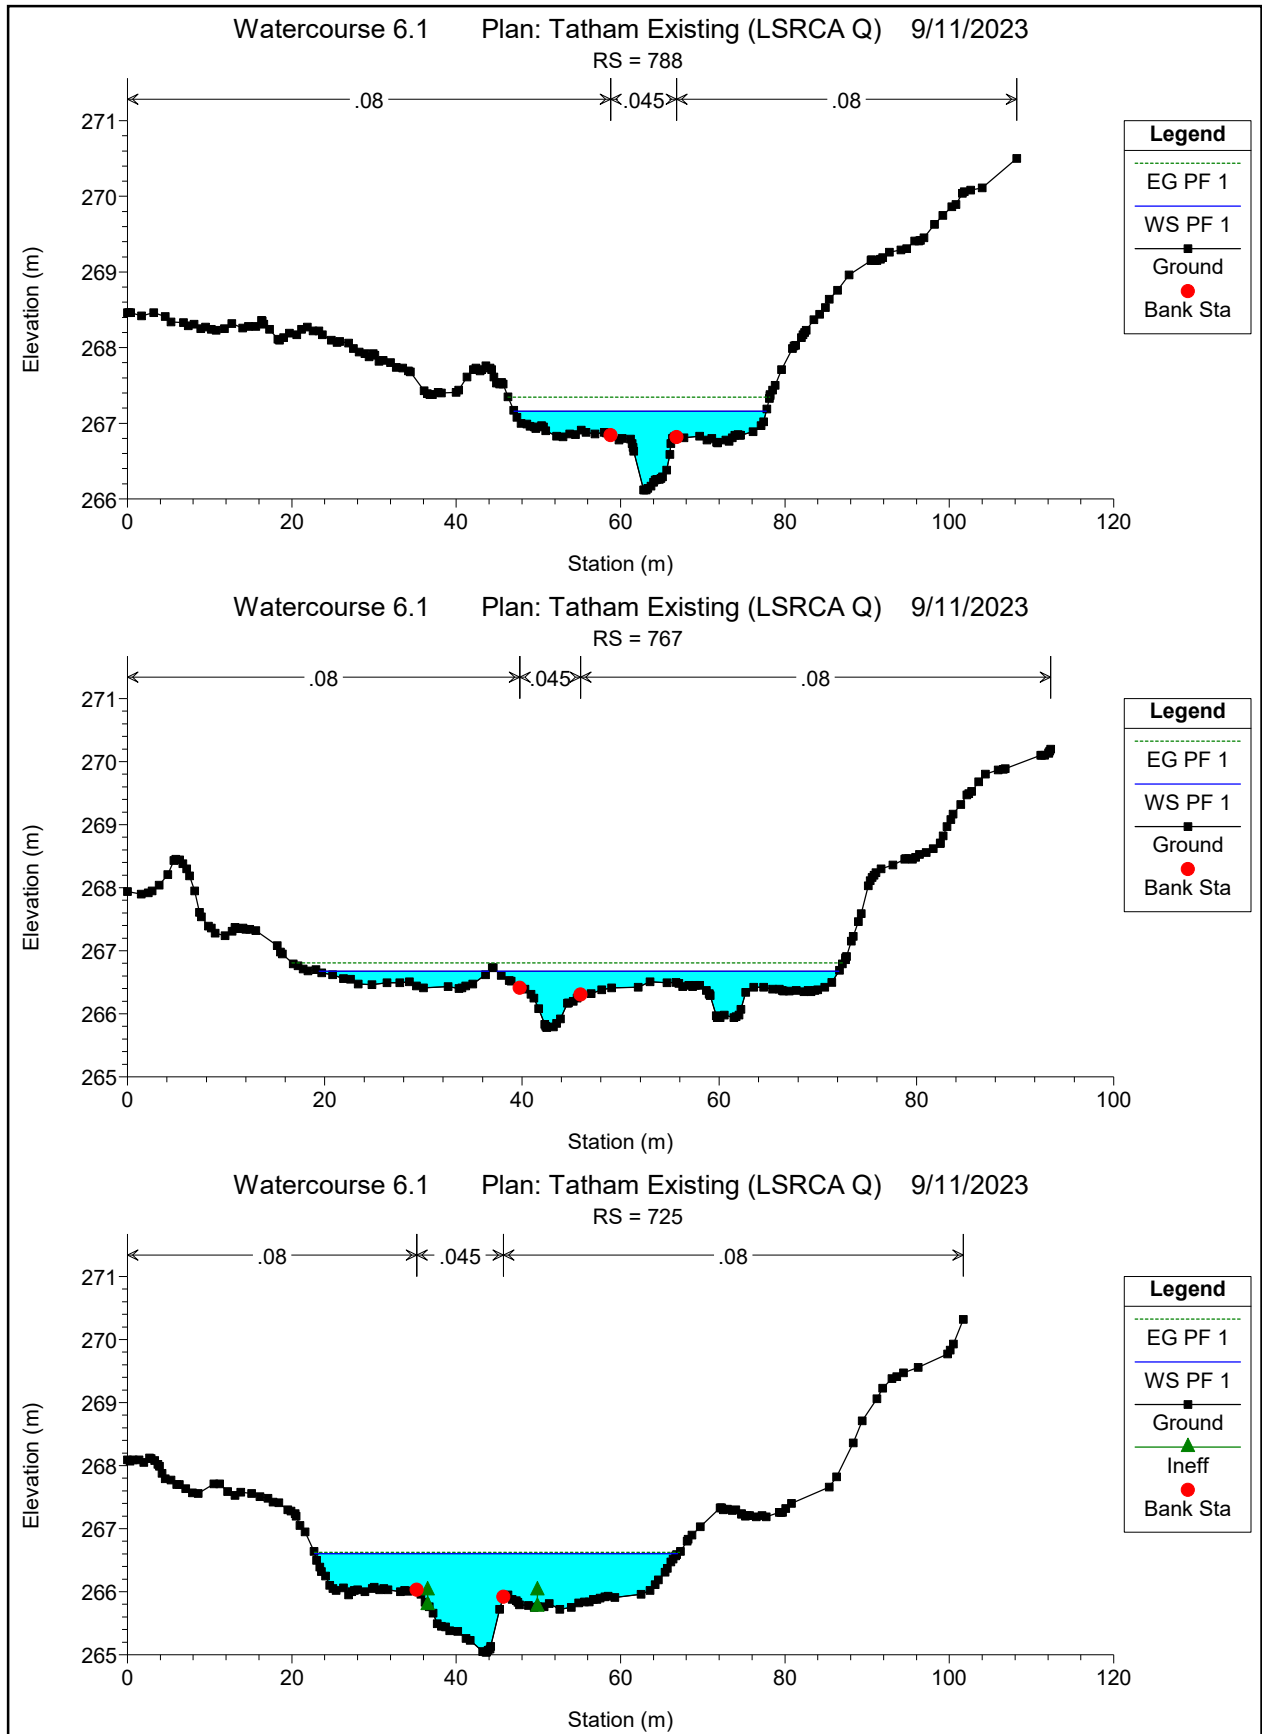 Watercourse 6.1 Plan: Tatham Existing (LSRCA Q) 9/11/2023
RS = 788
.08 .045 .08
271
270
269
268
267
266
Elevation (m)
0 20 40 60 80 100 120
Station (m)
Legend
EG PF 1
WS PF 1
Ground
Bank Sta
Watercourse 6.1 Plan: Tatham Existing (LSRCA Q) 9/11/2023
RS = 767
.08 .045 .08
271
270
269
268
267
266
265
Elevation (m)
0 20 40 60 80 100
Station (m)
Legend
EG PF 1
WS PF 1
Ground
Bank Sta
Watercourse 6.1 Plan: Tatham Existing (LSRCA Q) 9/11/2023
RS = 725
.08 .045 .08
271
270
269
268
267
266
265
Elevation (m)
0 20 40 60 80 100 120
Station (m)
Legend
EG PF 1
WS PF 1
Ground
Ineff
Bank Sta